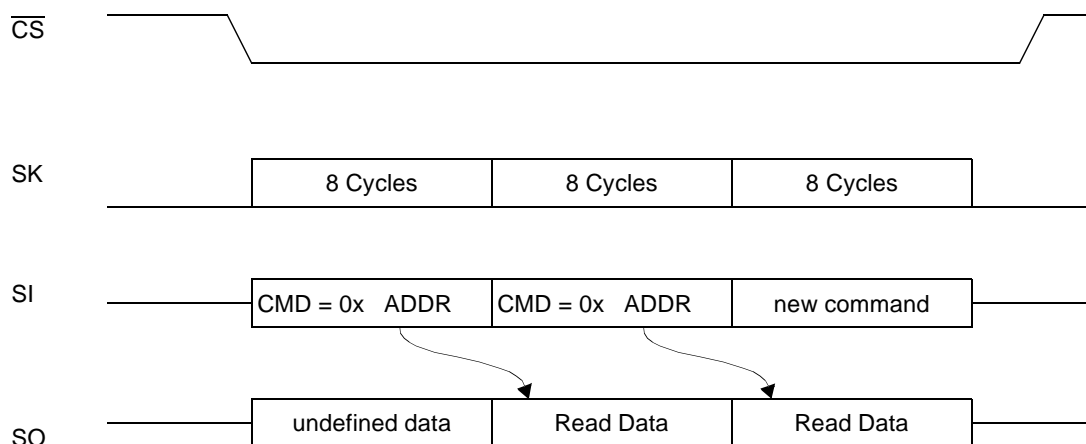 CS
SK 8 Cycles 8 Cycles 8 Cycles
SI CMD = 0x ADDR CMD = 0x ADDR new command
SO undefined data Read Data Read Data